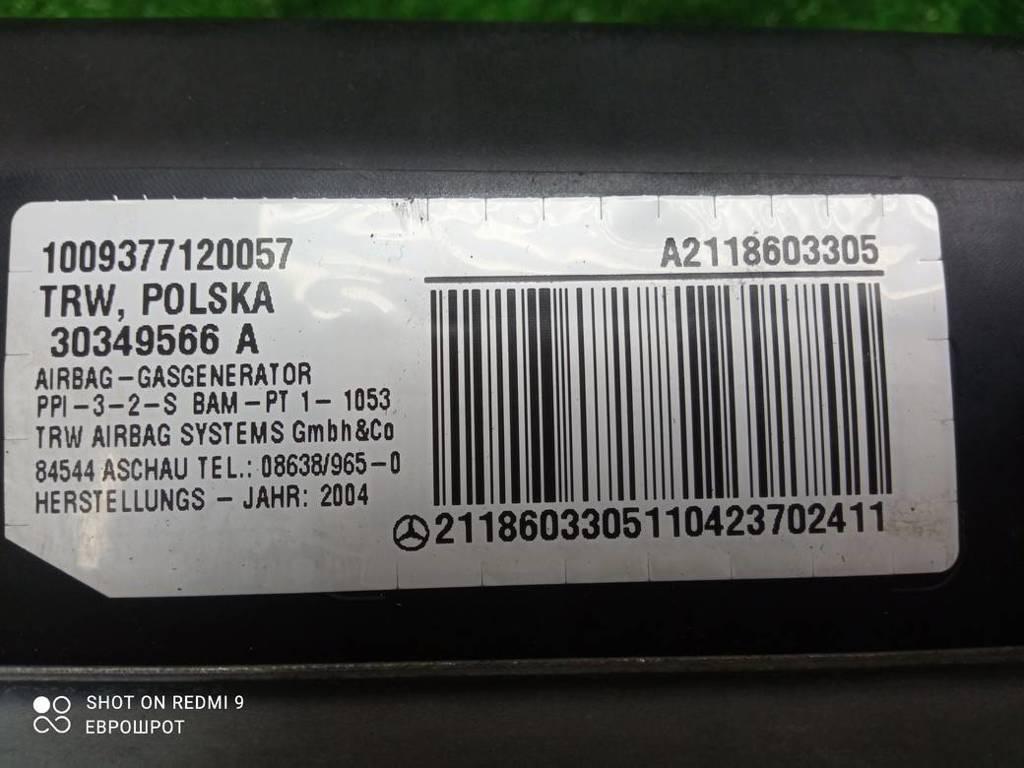 1009377120057
TRW, POLSKA
30349566 A
AIRBAG-GASGENERATOR
PPI-3-2-S BAM-PT 1- 1053
TRW AIRBAG SYSTEMS Gmbh&Co
84544 ASCHAU TEL.: 08638/965-0
HERSTELLUNGS - JAHR: 2004
A2118603305
2118603305110423702411
SHOT ON REDMI 9
ЕВРОШРОТ